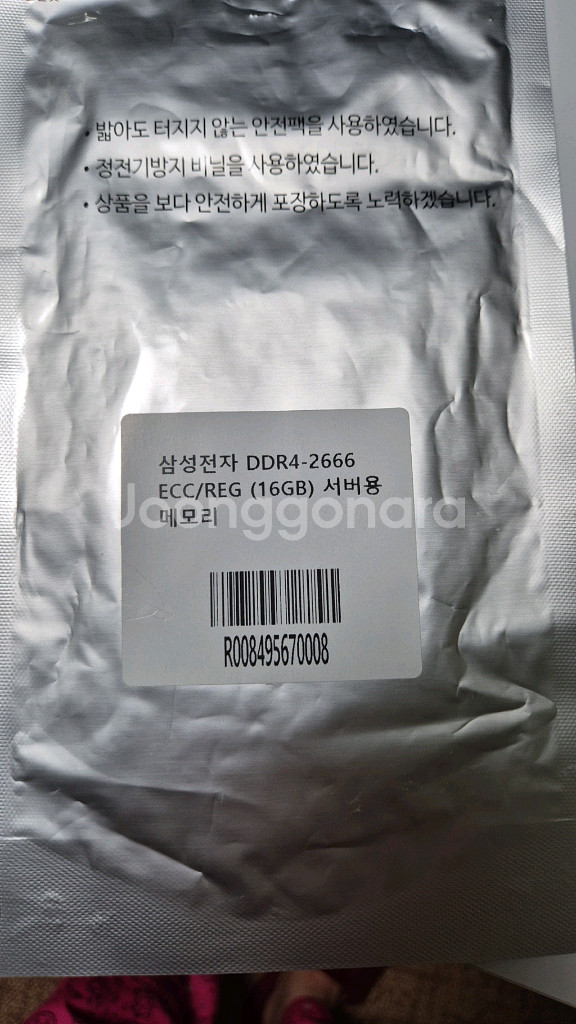 • 밟아도 터지지 않는 안전팩을 사용하였습니다.
• 정전기방지 비닐을 사용하였습니다.
• 상품을 보다 안전하게 포장하도록 노력하겠습니다.
삼성전자 DDR4-2666
ECC/REG (16GB) 서버용
메모리
Joonggonara
R008495670008